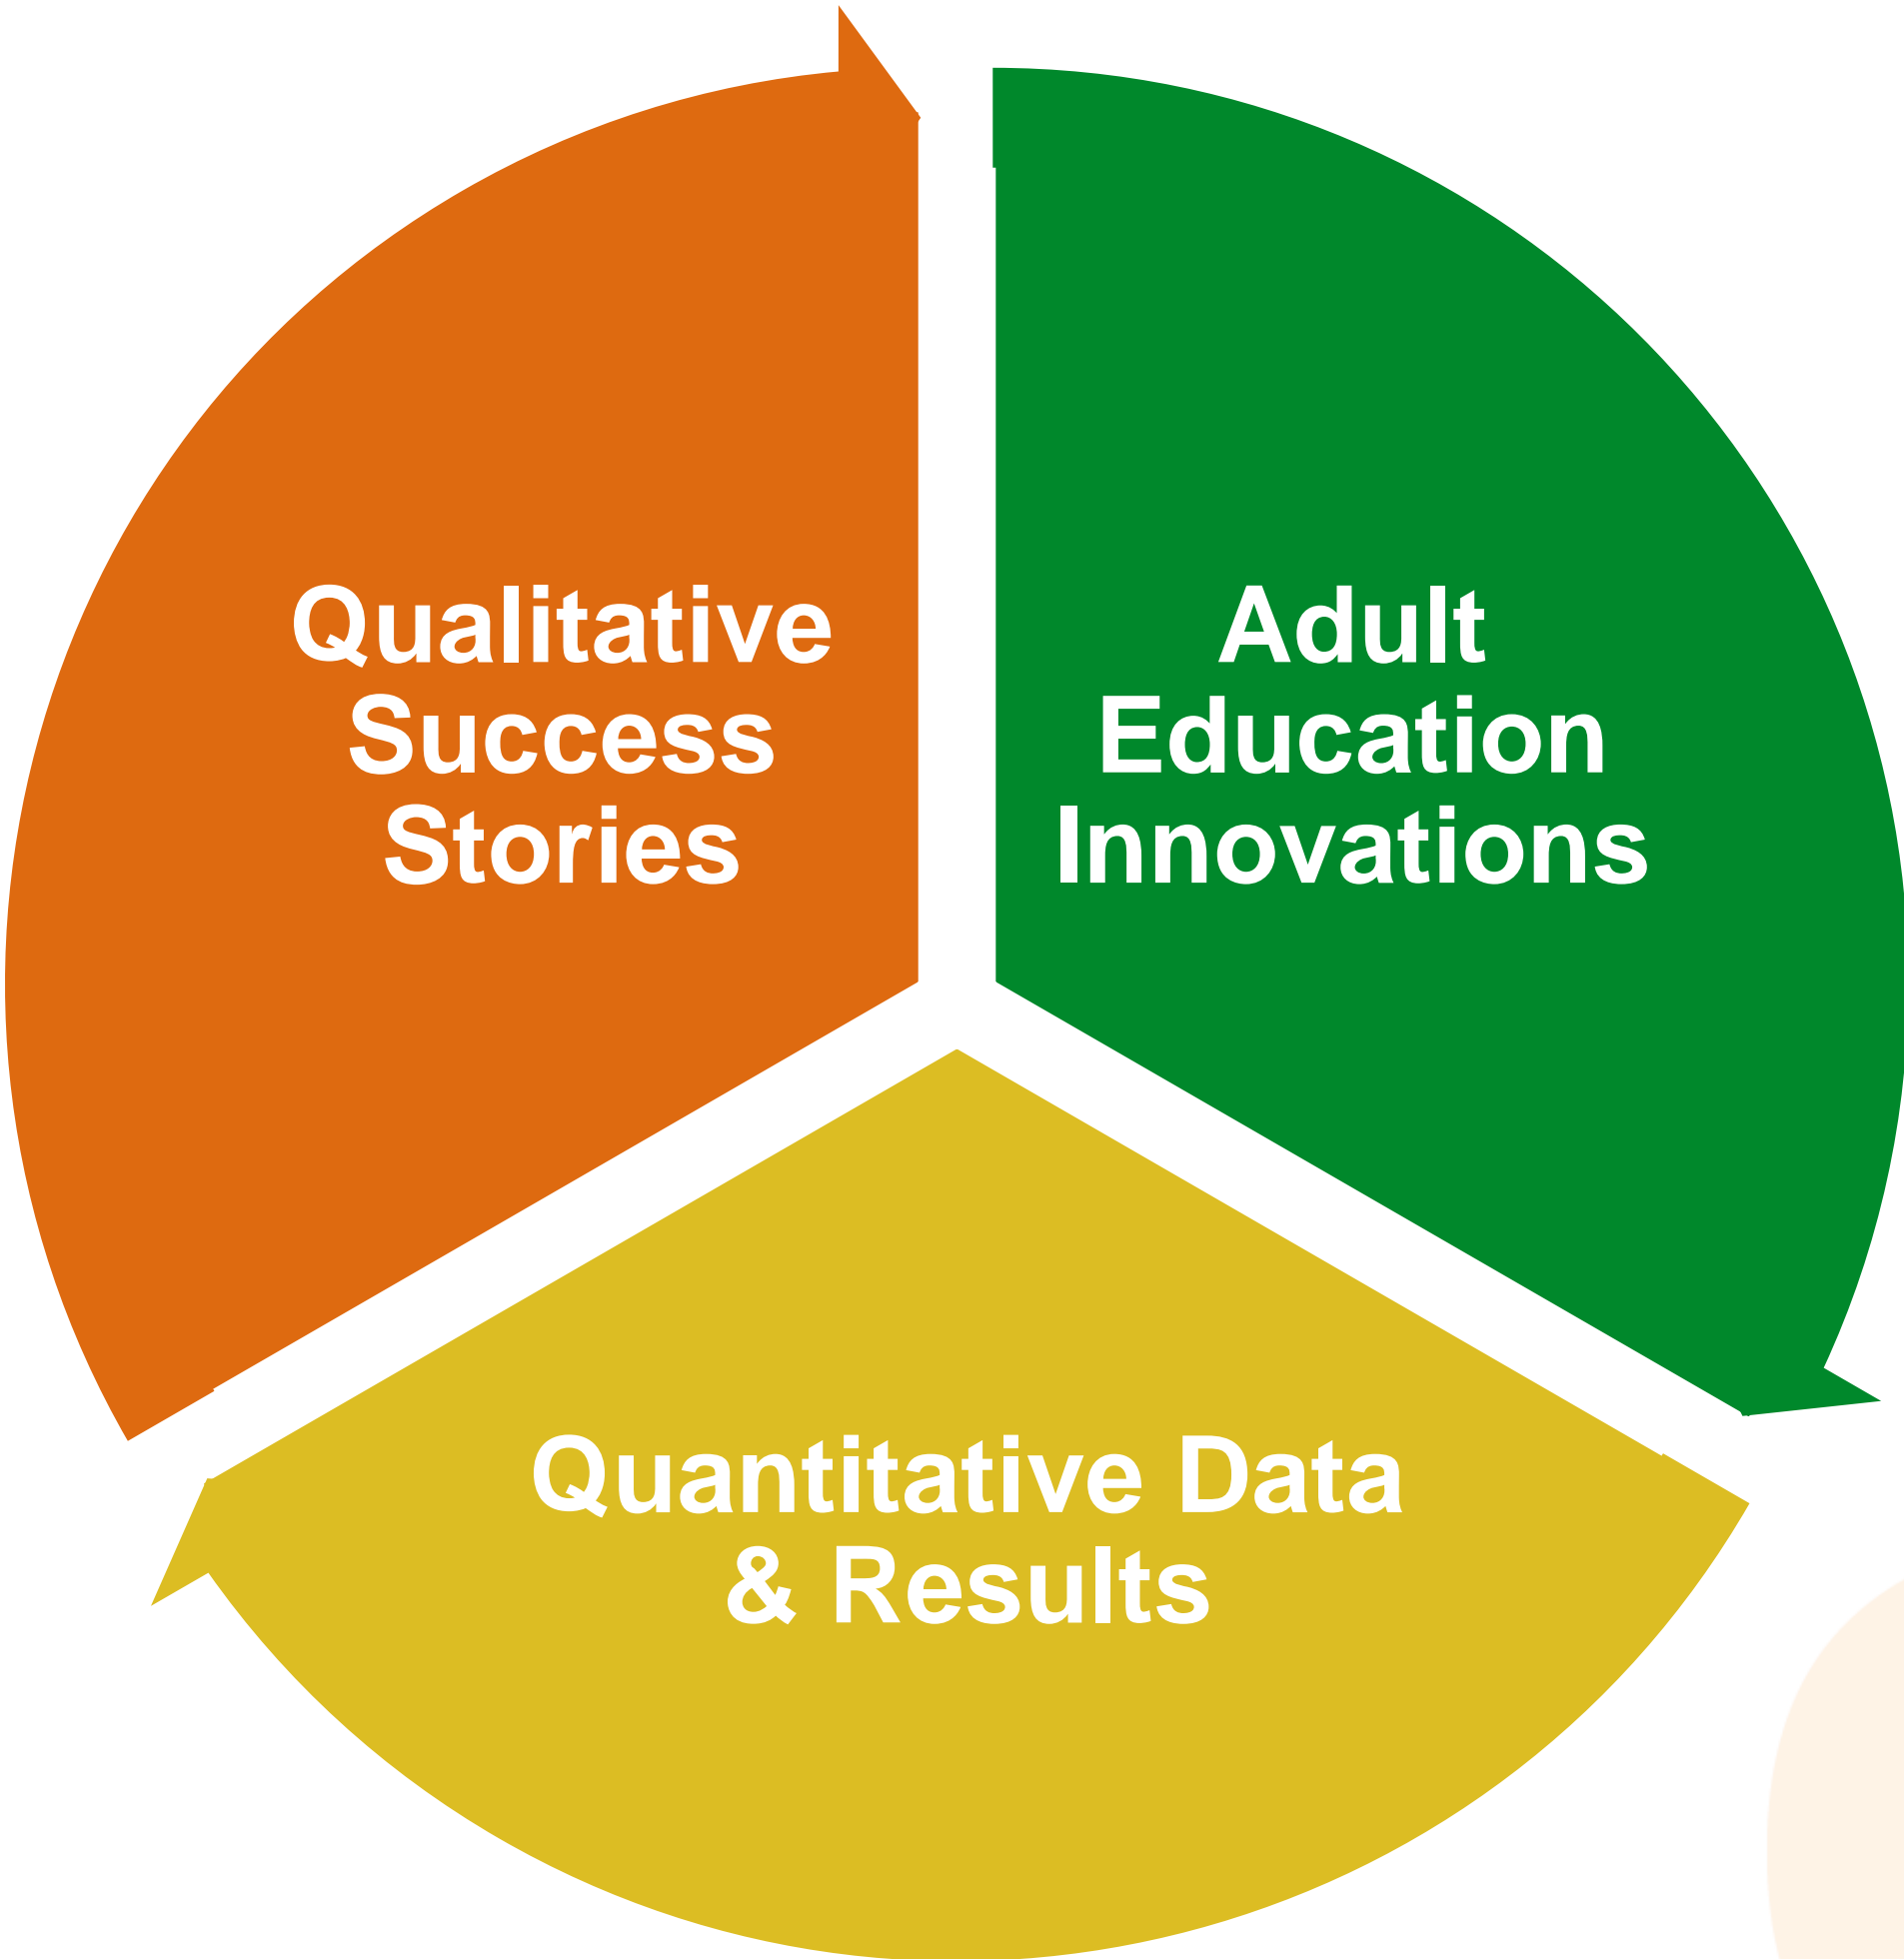 Qualitative
Success
Stories
Adult
Education
Innovations
Quantitative Data
& Results